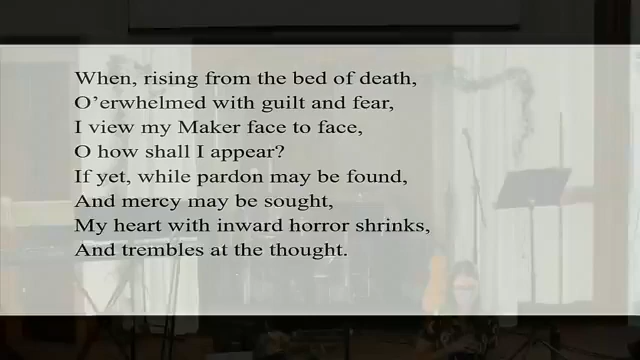 When, rising from the bed of death,
O'erwhelmed with guilt and fear,
I view my Maker face to face,
O how shall I appear?
If yet, while pardon may be found,
And mercy may be sought,
My heart with inward horror shrinks,
And trembles at the thought.